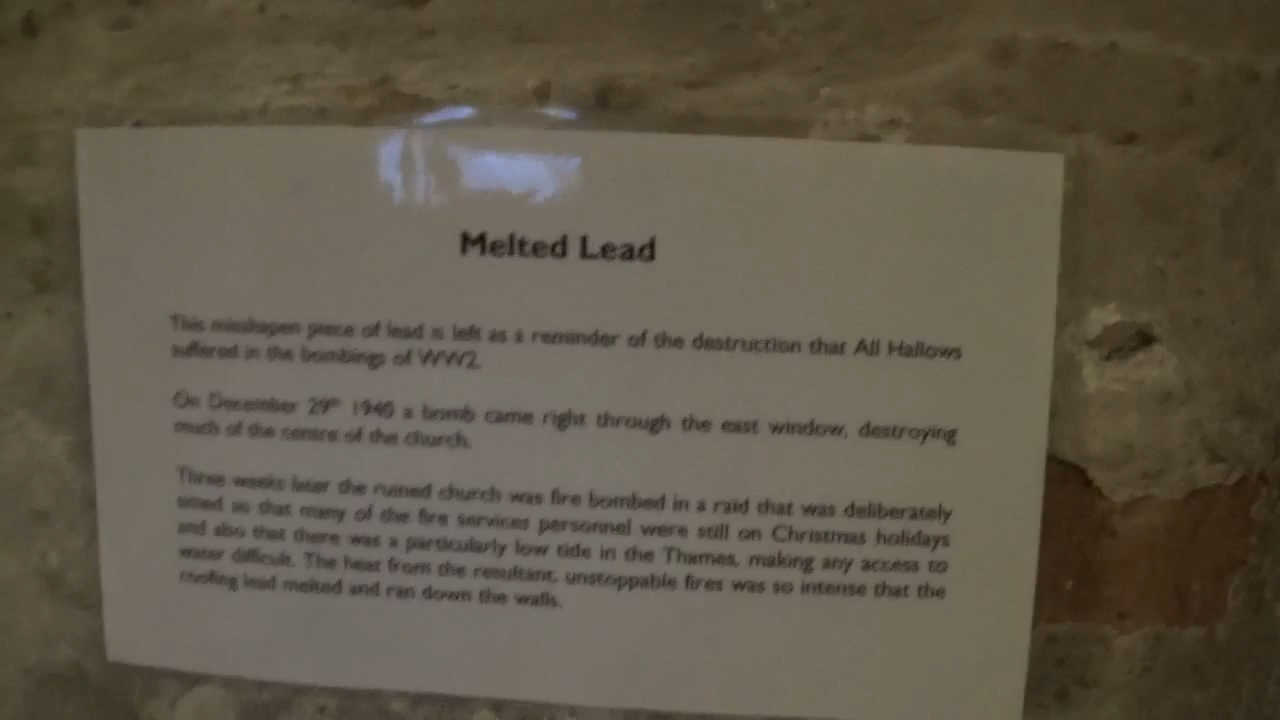 Melted Lead
This misshapen piece of lead is left as a reminder of the destruction that All Hallows
suffered in the bombings of WW2.
On December 29th 1940 a bomb came right through the east window, destroying
much of the centre of the church.
Three weeks later the ruined church was fire bombed in a raid that was deliberately
timed so that many of the fire services personnel were still on Christmas holidays
and also that there was a particularly low tide in the Thames, making any access to
water difficult. The heat from the resultant, unstoppable fires was so intense that the
roofing lead melted and ran down the walls.